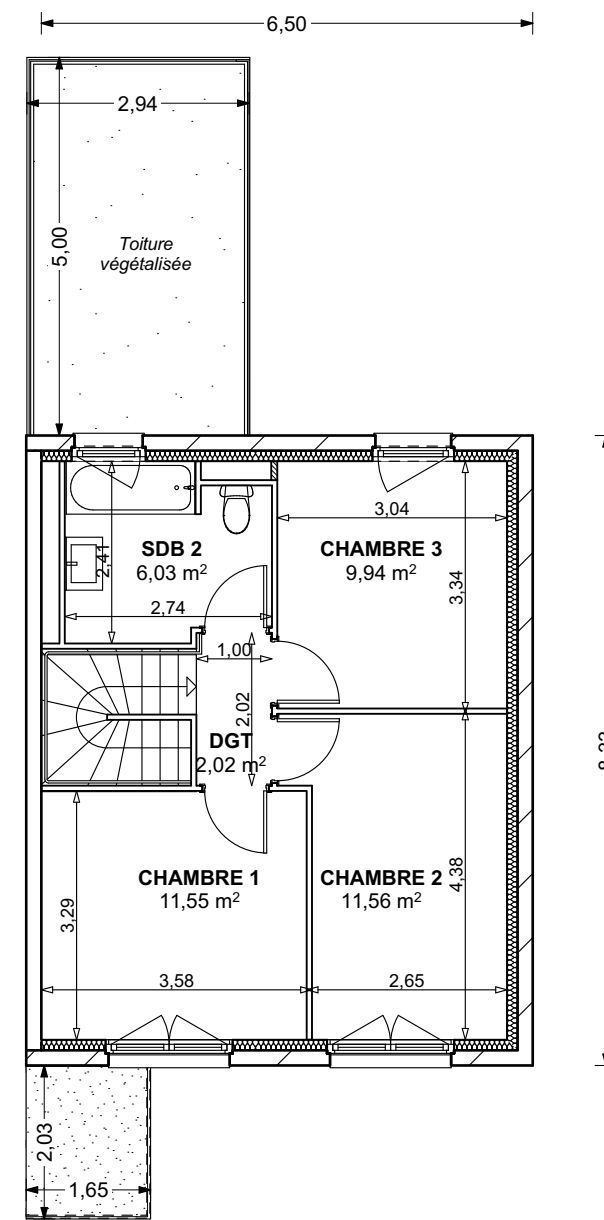 6,50
2,94
5,00
Toiture
végétalisée
3,04
SDB 2
6,03 m²
2,41
CHAMBRE 3
9,94 m²
3,34
2,74
1,00
2,02
DGT
2,02 m²
CHAMBRE 1
11,55 m²
CHAMBRE 2
11,56 m²
4,38
3,29
3,58
2,65
2,03
1,65